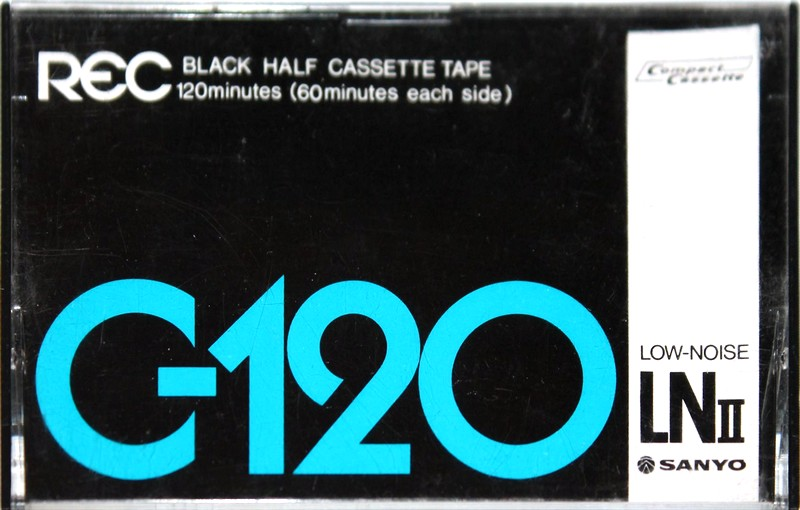 REC BLACK HALF CASSETTE TAPE
120minutes (60minutes each side)
Compact
Cassette
C-120
LOW-NOISE
LNII
SANYO